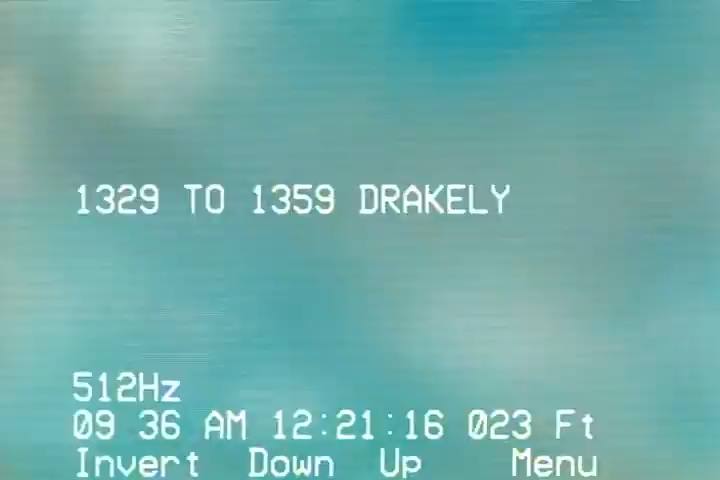 1329 TO 1359 DRAKELY
512Hz
09 36 AM 12:21:16 023 Ft
Invert Down Up Menu